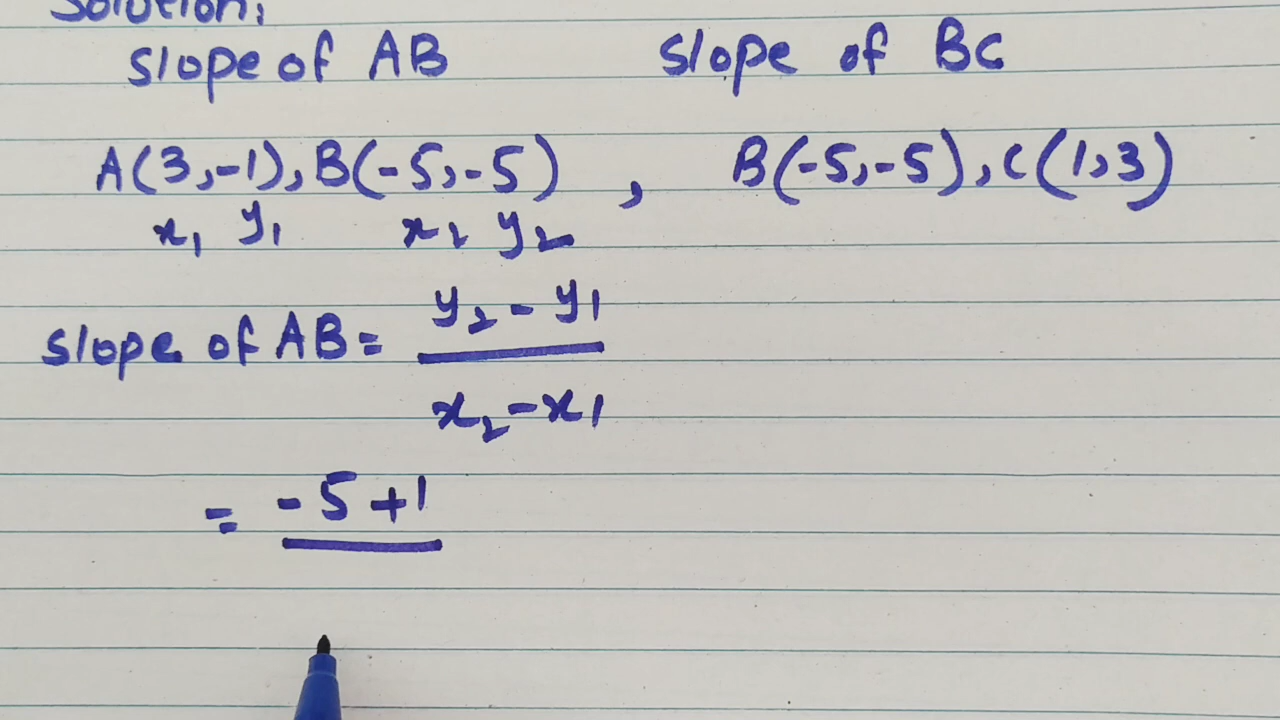 Solution:
slope of AB slope of BC
A(3,-1), B(-5,-5) , B(-5,-5), C(1,3)
x₁ y₁ x₂ y₂
y₂ - y₁
slope of AB =
x₂ - x₁
= -5+1